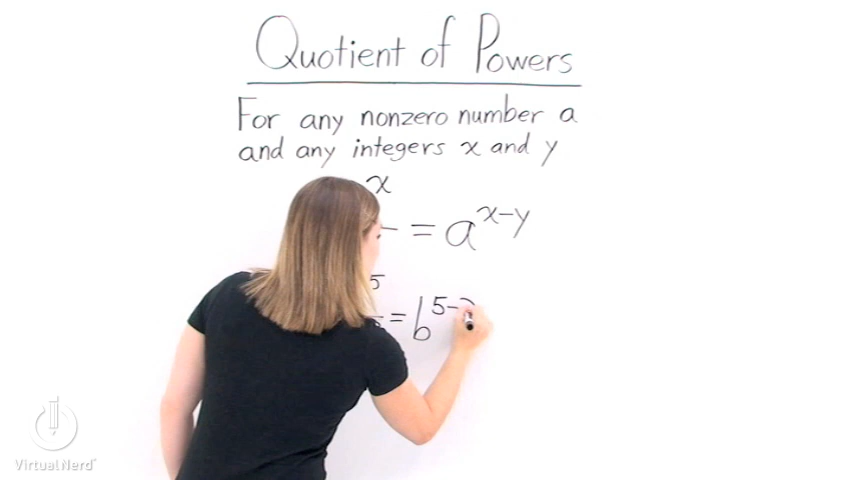 Quotient of Powers
For any nonzero number a
and any integers x and y
x
= a^{x-y}
5
= b^{5-
VirtualNerd